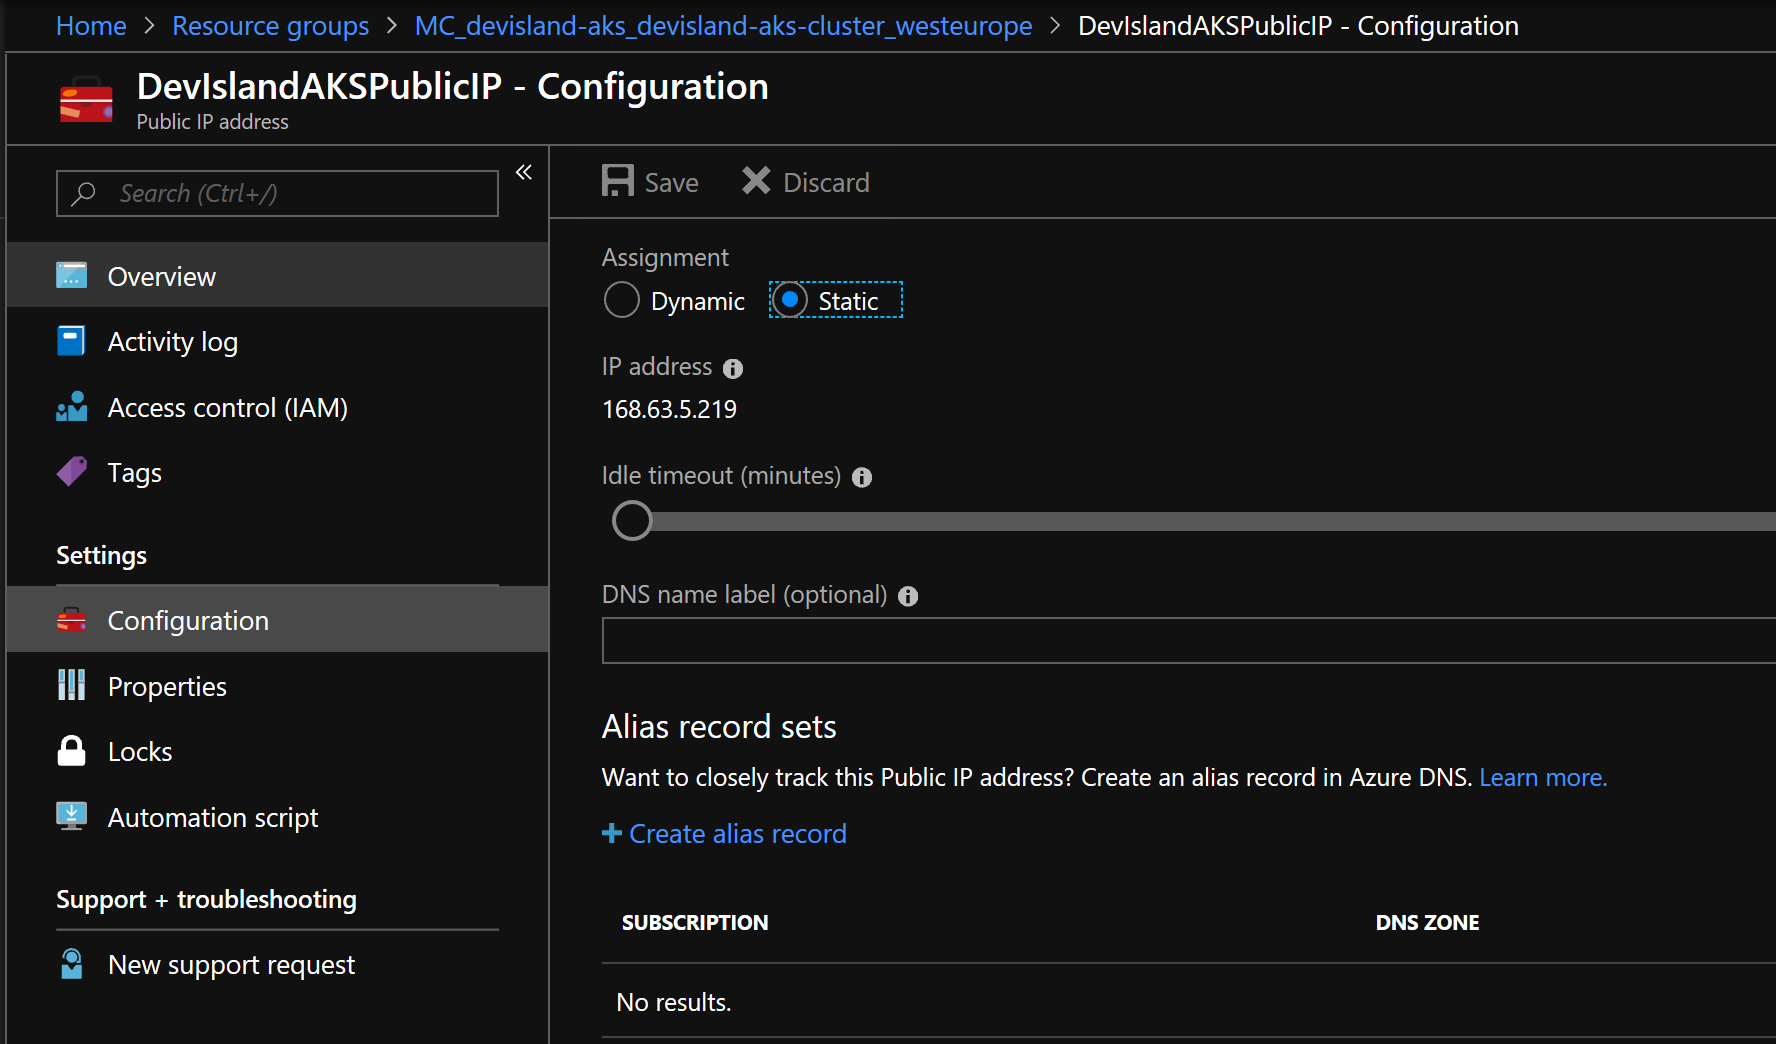 Home > Resource groups > MC_devisland-aks_devisland-aks-cluster_westeurope > DevIslandAKSPublicIP - Configuration
DevIslandAKSPublicIP - Configuration
Public IP address
Search (Ctrl+/)
«
Overview
Activity log
Access control (IAM)
Tags
Settings
Configuration
Properties
Locks
Automation script
Support + troubleshooting
New support request
Save Discard
Assignment
Dynamic Static
IP address
168.63.5.219
Idle timeout (minutes)
DNS name label (optional)
Alias record sets
Want to closely track this Public IP address? Create an alias record in Azure DNS. Learn more.
+ Create alias record
SUBSCRIPTION DNS ZONE
No results.